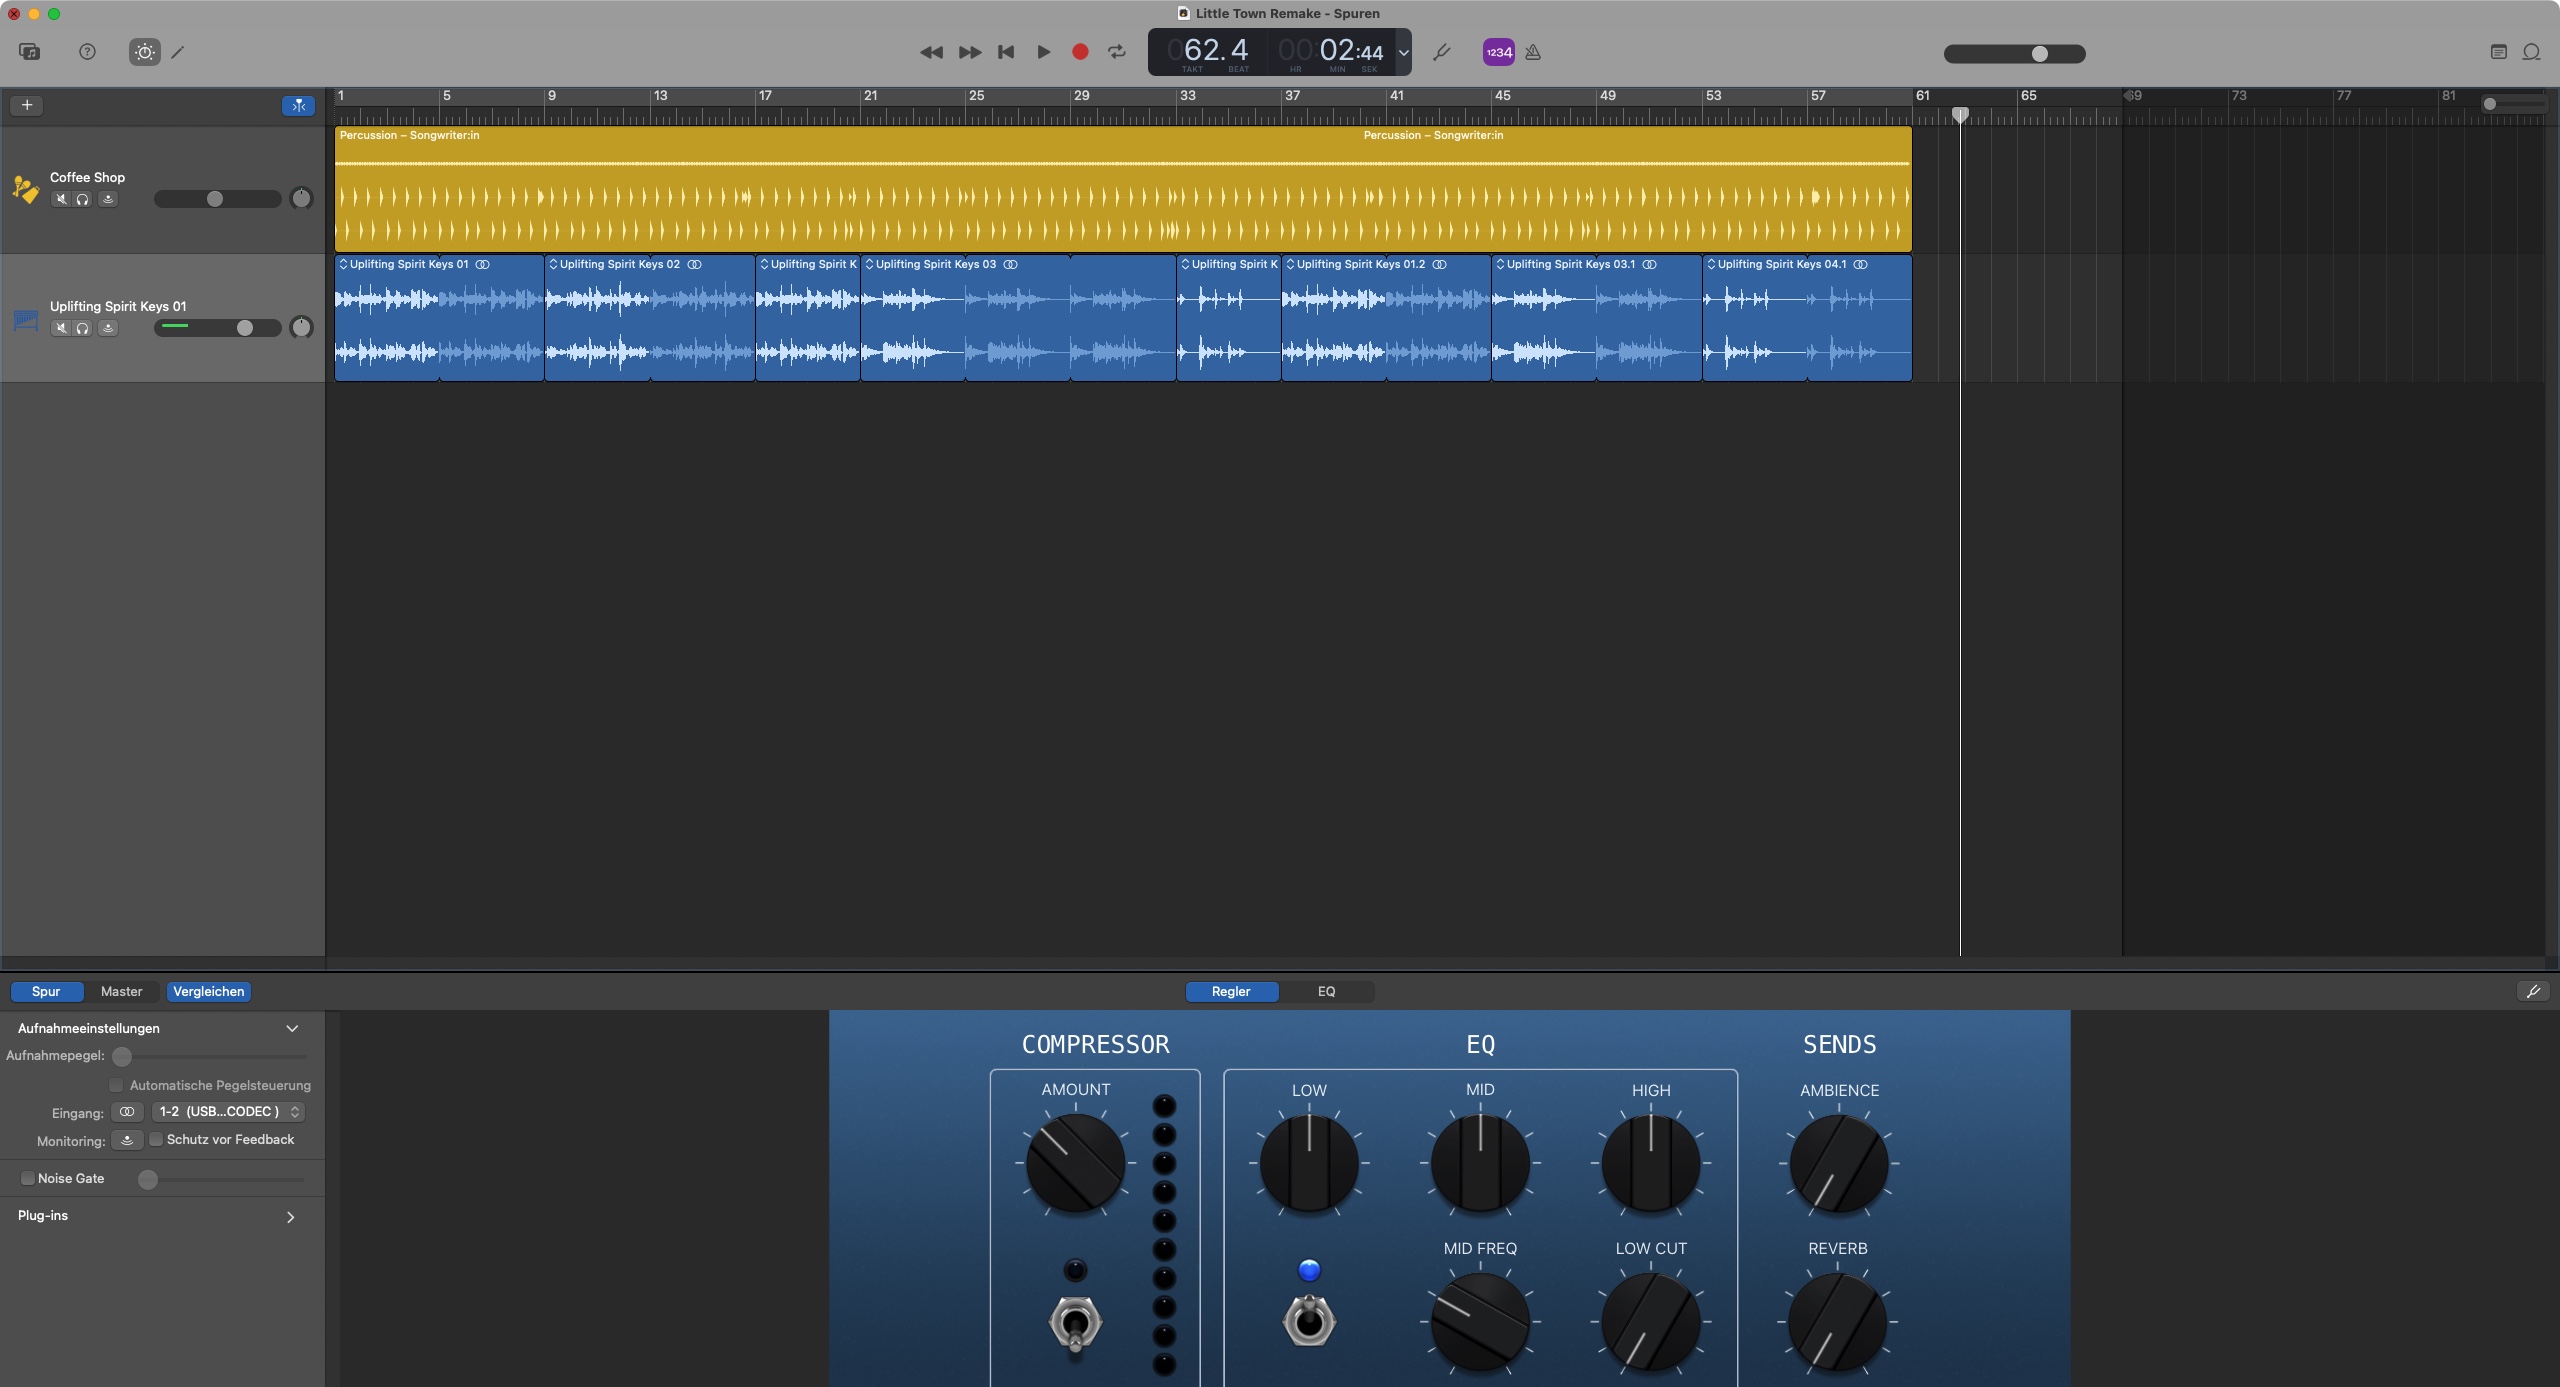 Little Town Remake - Spuren
062.4
00 02:44
TAKT BEAT HR MIN SEK
1234
1 5 9 13 17 21 25 29 33 37 41 45 49 53 57 61 65 69 73 77 81
Percussion – Songwriter:in
Percussion – Songwriter:in
Coffee Shop
Uplifting Spirit Keys 01
Uplifting Spirit Keys 02
Uplifting Spirit K
Uplifting Spirit Keys 03
Uplifting Spirit K
Uplifting Spirit Keys 01.2
Uplifting Spirit Keys 03.1
Uplifting Spirit Keys 04.1
Uplifting Spirit Keys 01
Spur Master Vergleichen
Regler EQ
Aufnahmeeinstellungen
Aufnahmepegel:
Automatische Pegelsteuerung
Eingang: 1-2 (USB...CODEC )
Monitoring: Schutz vor Feedback
Noise Gate
Plug-ins
COMPRESSOR EQ SENDS
AMOUNT LOW MID HIGH AMBIENCE
MID FREQ LOW CUT REVERB